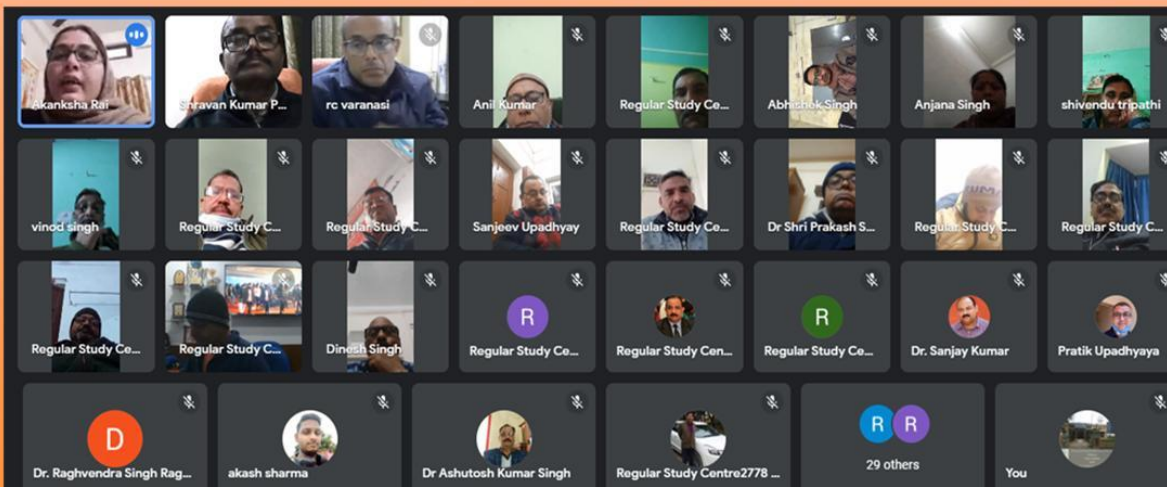 Akanksha Rai
Shravan Kumar P...
rc varanasi
Anil Kumar
Regular Study Ce...
Abhishek Singh
Anjana Singh
shivendu tripathi
vinod singh
Regular Study C...
Regular Study C...
Sanjeev Upadhyay
Regular Study Ce...
Dr Shri Prakash S...
Regular Study C...
Regular Study C...
Regular Study Ce...
Regular Study C...
Dinesh Singh
R
Regular Study Ce...
Regular Study Cen...
R
Regular Study Ce...
Dr. Sanjay Kumar
Pratik Upadhyaya
D
Dr. Raghvendra Singh Rag...
akash sharma
Dr Ashutosh Kumar Singh
Regular Study Centre2778 ...
R R
29 others
You